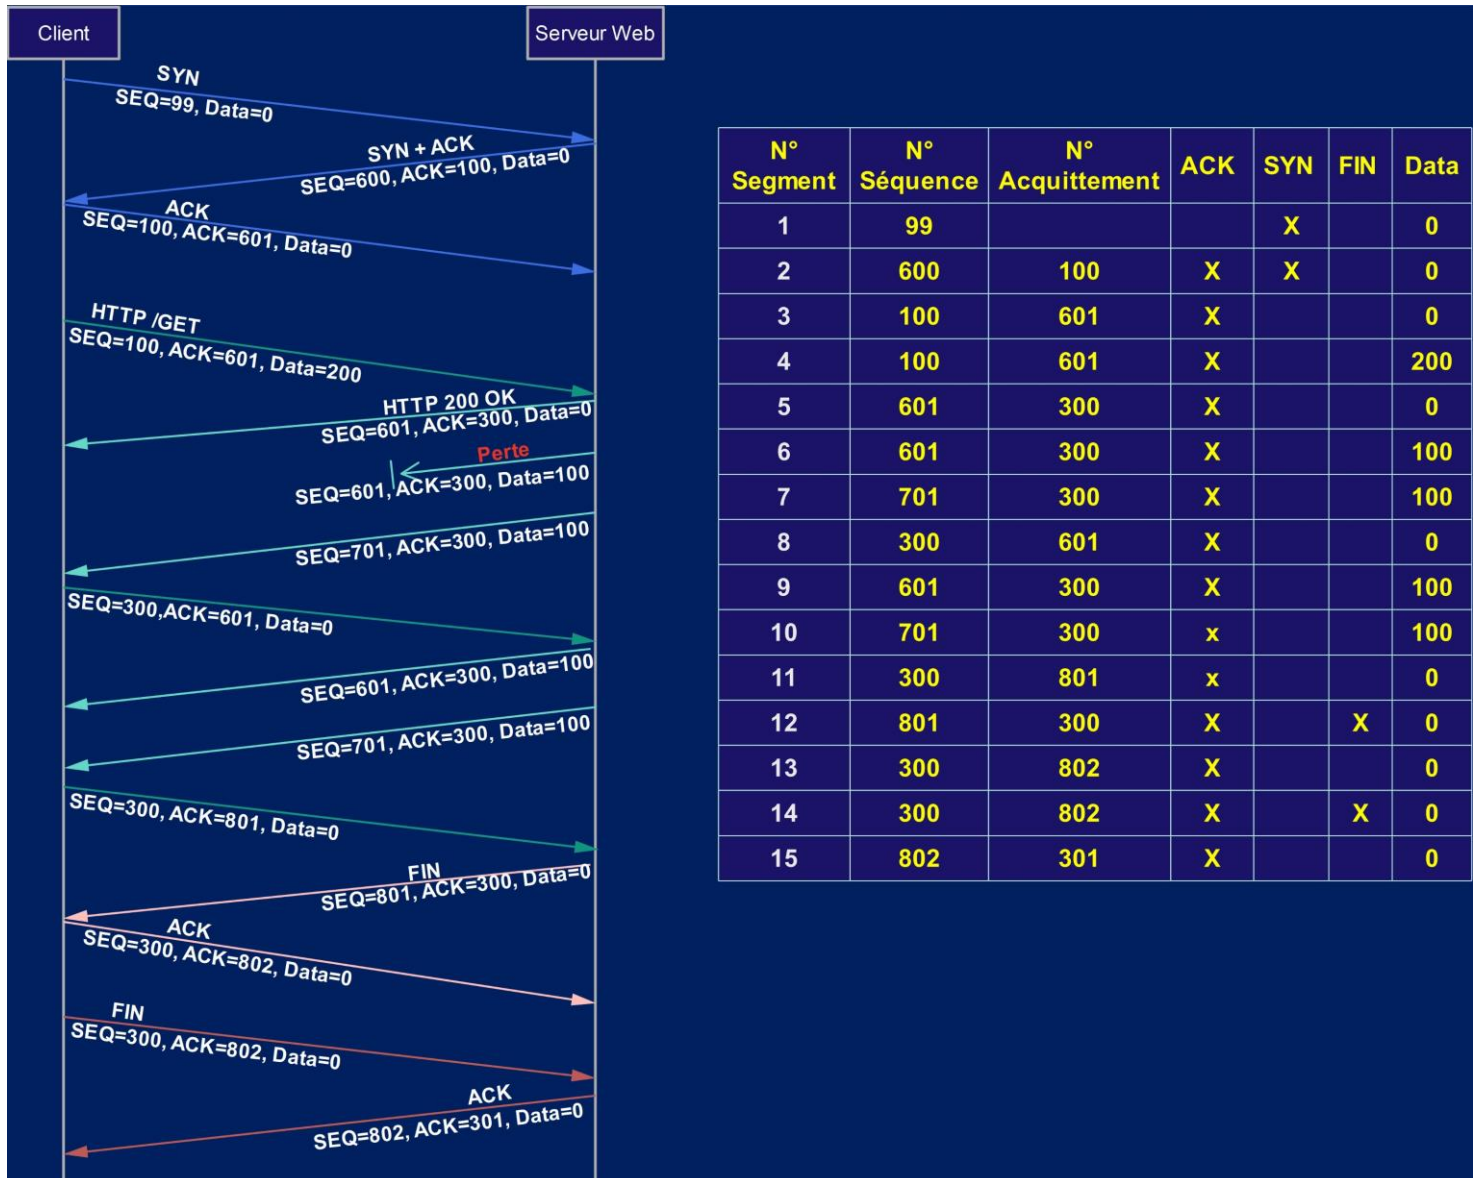 Client
Serveur Web
SYN
SEQ=99, Data=0
SYN + ACK
SEQ=600, ACK=100, Data=0
ACK
SEQ=100, ACK=601, Data=0
HTTP /GET
SEQ=100, ACK=601, Data=200
HTTP 200 OK
SEQ=601, ACK=300, Data=0
Perte
SEQ=601, ACK=300, Data=100
SEQ=701, ACK=300, Data=100
SEQ=300,ACK=601, Data=0
SEQ=601, ACK=300, Data=100
SEQ=701, ACK=300, Data=100
SEQ=300, ACK=801, Data=0
FIN
SEQ=801, ACK=300, Data=0
ACK
SEQ=300, ACK=802, Data=0
FIN
SEQ=300, ACK=802, Data=0
ACK
SEQ=802, ACK=301, Data=0
N° Segment N° Séquence N° Acquittement ACK SYN FIN Data
1 99 X 0
2 600 100 X X 0
3 100 601 X 0
4 100 601 X 200
5 601 300 X 0
6 601 300 X 100
7 701 300 X 100
8 300 601 X 0
9 601 300 X 100
10 701 300 x 100
11 300 801 x 0
12 801 300 X X 0
13 300 802 X 0
14 300 802 X X 0
15 802 301 X 0